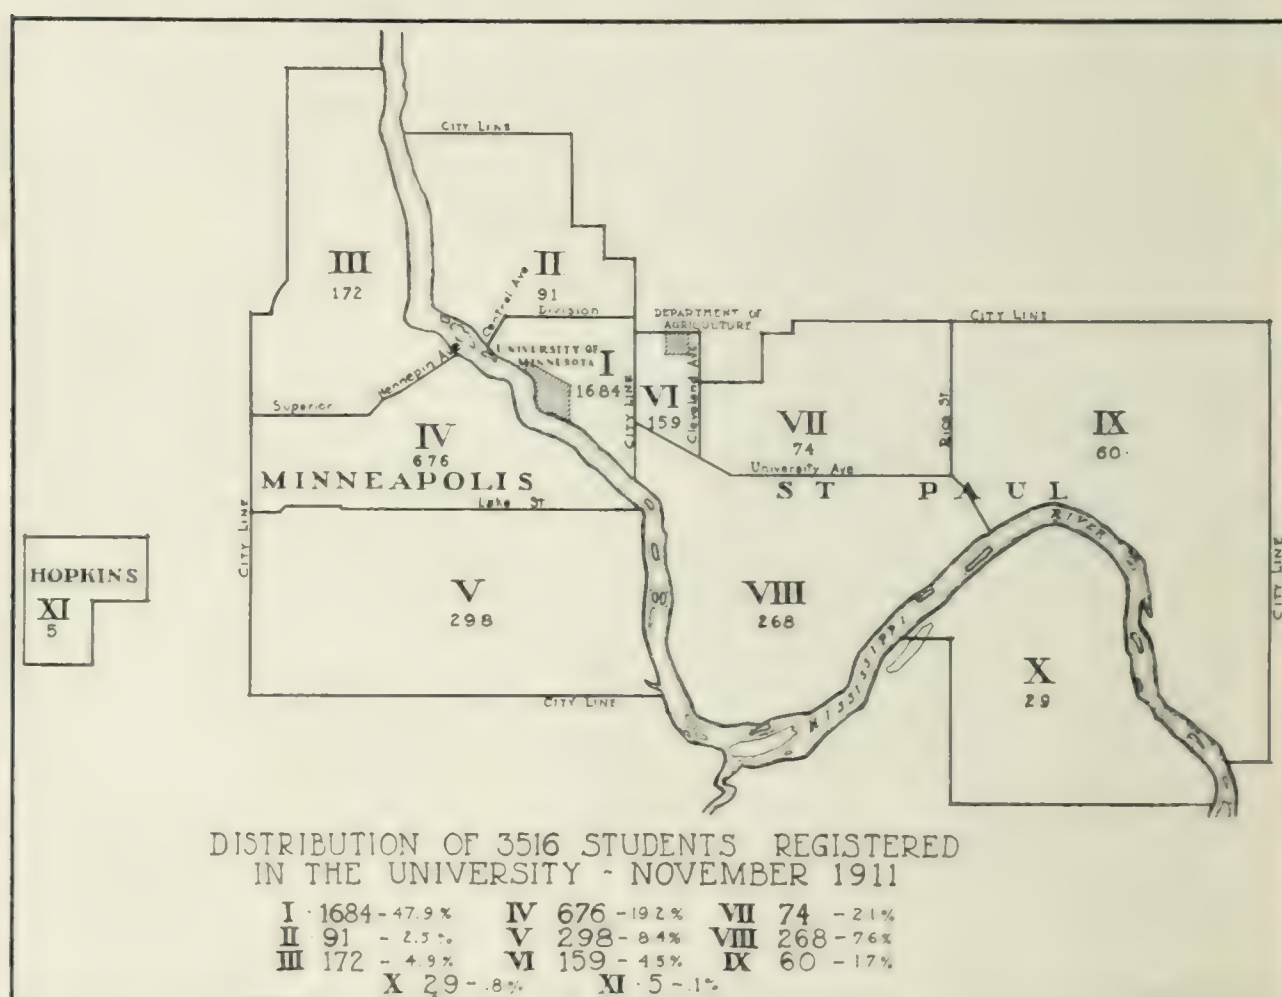 CITY LINE
III
172
II
91
Central Ave
Division
DEPARTMENT OF
AGRICULTURE
CITY LINE
UNIVERSITY OF
MINNESOTA
I
1684
Hennepin Ave
Superior
CITY LINE
VI
159
Cleveland Ave
VII
74
Rice St
IX
60
IV
676
University Ave
MINNEAPOLIS
ST PAUL
Lake St
CITY LINE
RIVER
HOPKINS
XI
5
V
298
VIII
268
CITY LINE
MISSISSIPPI
X
29
CITY LINE
DISTRIBUTION OF 3516 STUDENTS REGISTERED
IN THE UNIVERSITY - NOVEMBER 1911
I 1684 - 47.9% IV 676 - 19.2% VII 74 - 2.1%
II 91 - 2.5% V 298 - 8.4% VIII 268 - 7.6%
III 172 - 4.9% VI 159 - 4.5% IX 60 - 1.7%
X 29 - .8% XI 5 - .1%